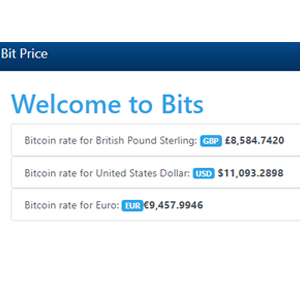 Bit Price
Welcome to Bits
Bitcoin rate for British Pound Sterling: GBP £8,584.7420
Bitcoin rate for United States Dollar: USD $11,093.2898
Bitcoin rate for Euro: EUR €9,457.9946